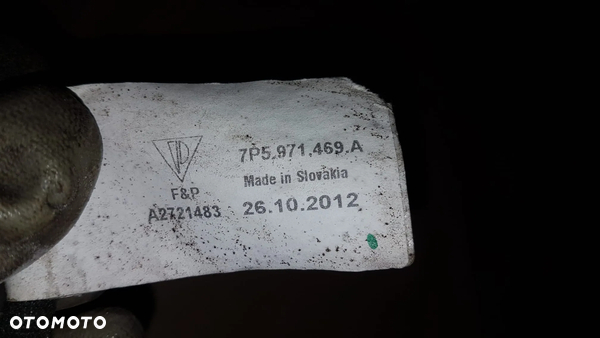 7P5.971.469.A
F&P
Made in Slovakia
A2721483
26.10.2012
OTOMOTO